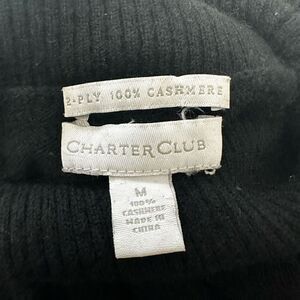 2-PLY 100% CASHMERE
CHARTER CLUB
M
100%
CASHMERE
MADE IN
CHINA